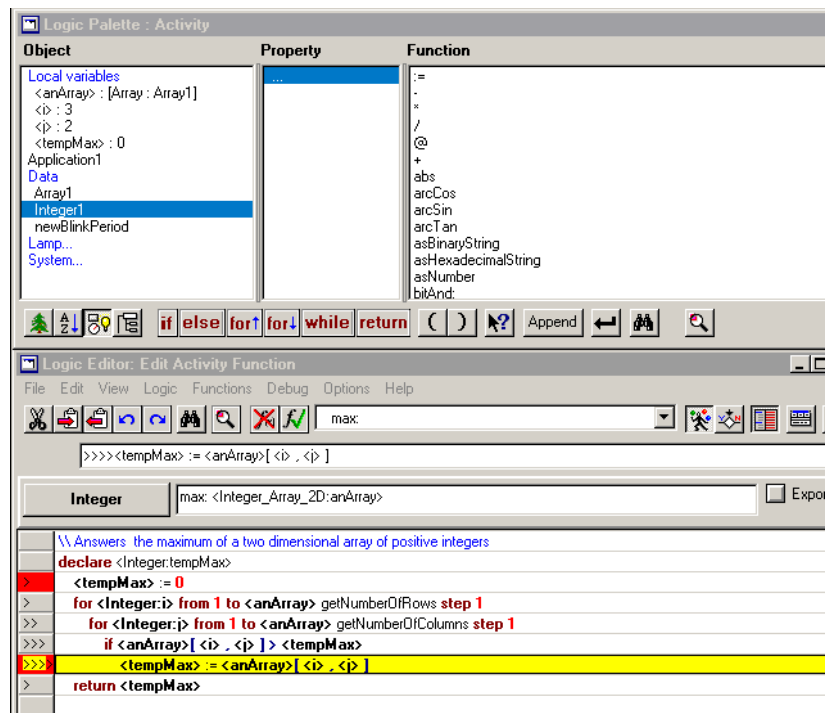 Logic Palette : Activity
Object Property Function
Local variables
<anArray> : [Array : Array1]
<i> : 3
<j> : 2
<tempMax> : 0
Application1
Data
Array1
Integer1
newBlinkPeriod
Lamp...
System...
...
:=
-
*
/
@
+
abs
arcCos
arcSin
arcTan
asBinaryString
asHexadecimalString
asNumber
bitAnd:
if else for↑ for↓ while return ( ) Append
Logic Editor: Edit Activity Function
File Edit View Logic Functions Debug Options Help
max:
>>>><tempMax> := <anArray>[ <i> , <j> ]
Integer max: <Integer_Array_2D:anArray> Expor
\\ Answers the maximum of a two dimensional array of positive integers
declare <Integer:tempMax>
> <tempMax> := 0
> for <Integer:i> from 1 to <anArray> getNumberOfRows step 1
>> for <Integer:j> from 1 to <anArray> getNumberOfColumns step 1
>>> if <anArray>[ <i> , <j> ] > <tempMax>
>>>> <tempMax> := <anArray>[ <i> , <j> ]
> return <tempMax>